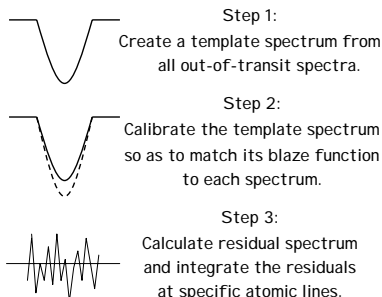 Step 1:
Create a template spectrum from
all out-of-transit spectra.
Step 2:
Calibrate the template spectrum
so as to match its blaze function
to each spectrum.
Step 3:
Calculate residual spectrum
and integrate the residuals
at specific atomic lines.